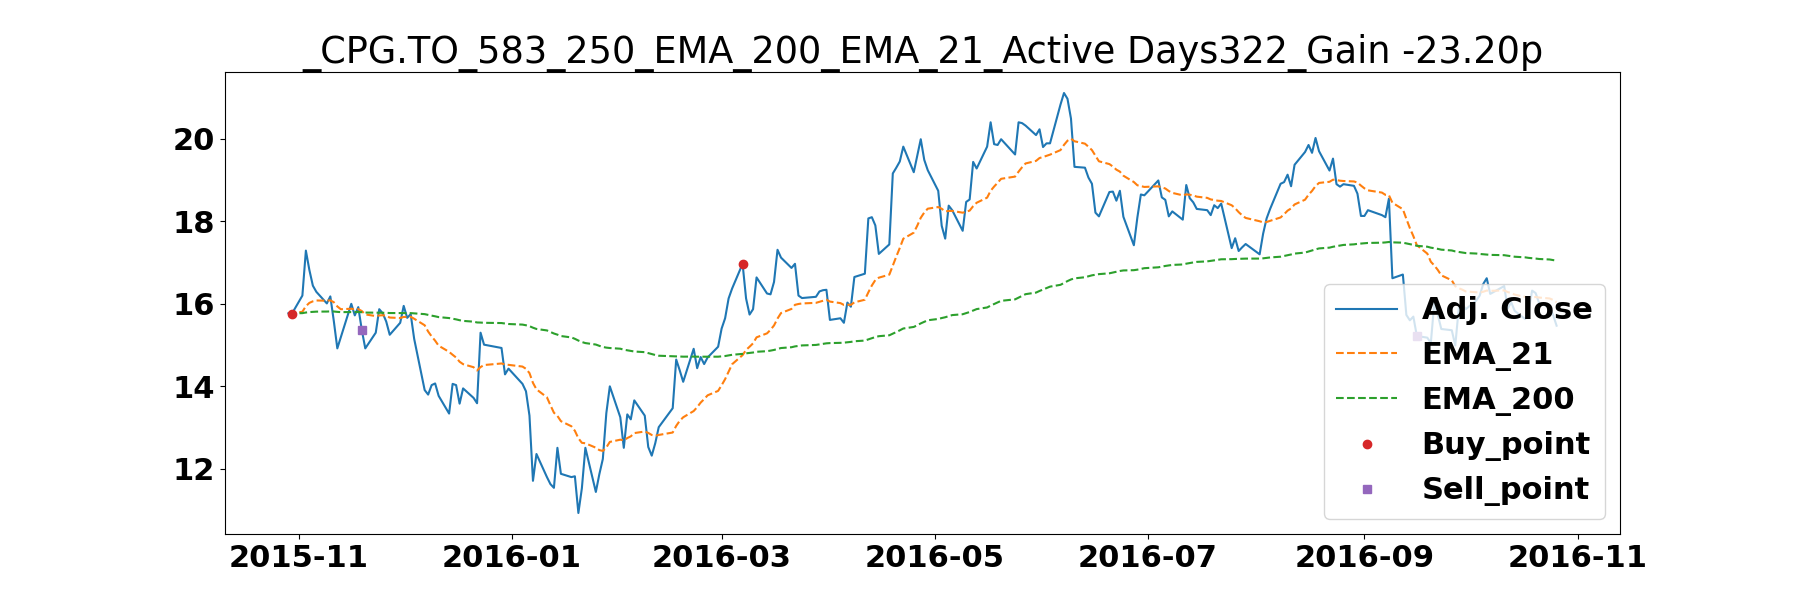 _CPG.TO_583_250_EMA_200_EMA_21_Active Days322_Gain -23.20p
20
18
16
14
12
Adj. Close
EMA_21
EMA_200
Buy_point
Sell_point
2015-11 2016-01 2016-03 2016-05 2016-07 2016-09 2016-11